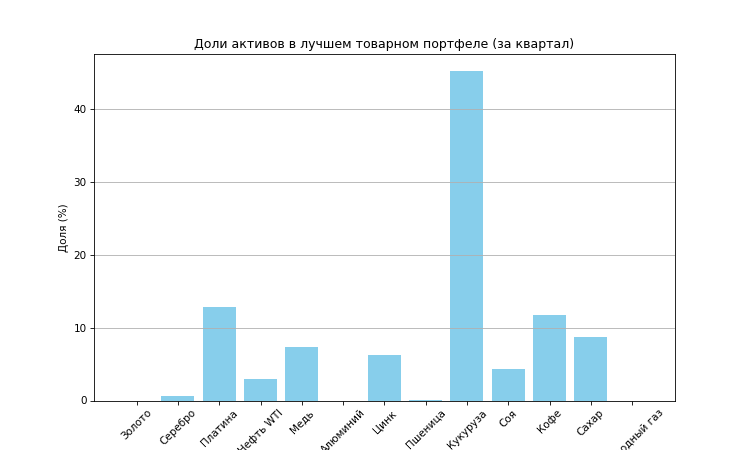 Доли активов в лучшем товарном портфеле (за квартал)
Доля (%)
40
30
20
10
0
Золото
Серебро
Платина
Нефть WTI
Медь
Алюминий
Цинк
Пшеница
Кукуруза
Соя
Кофе
Сахар
газ